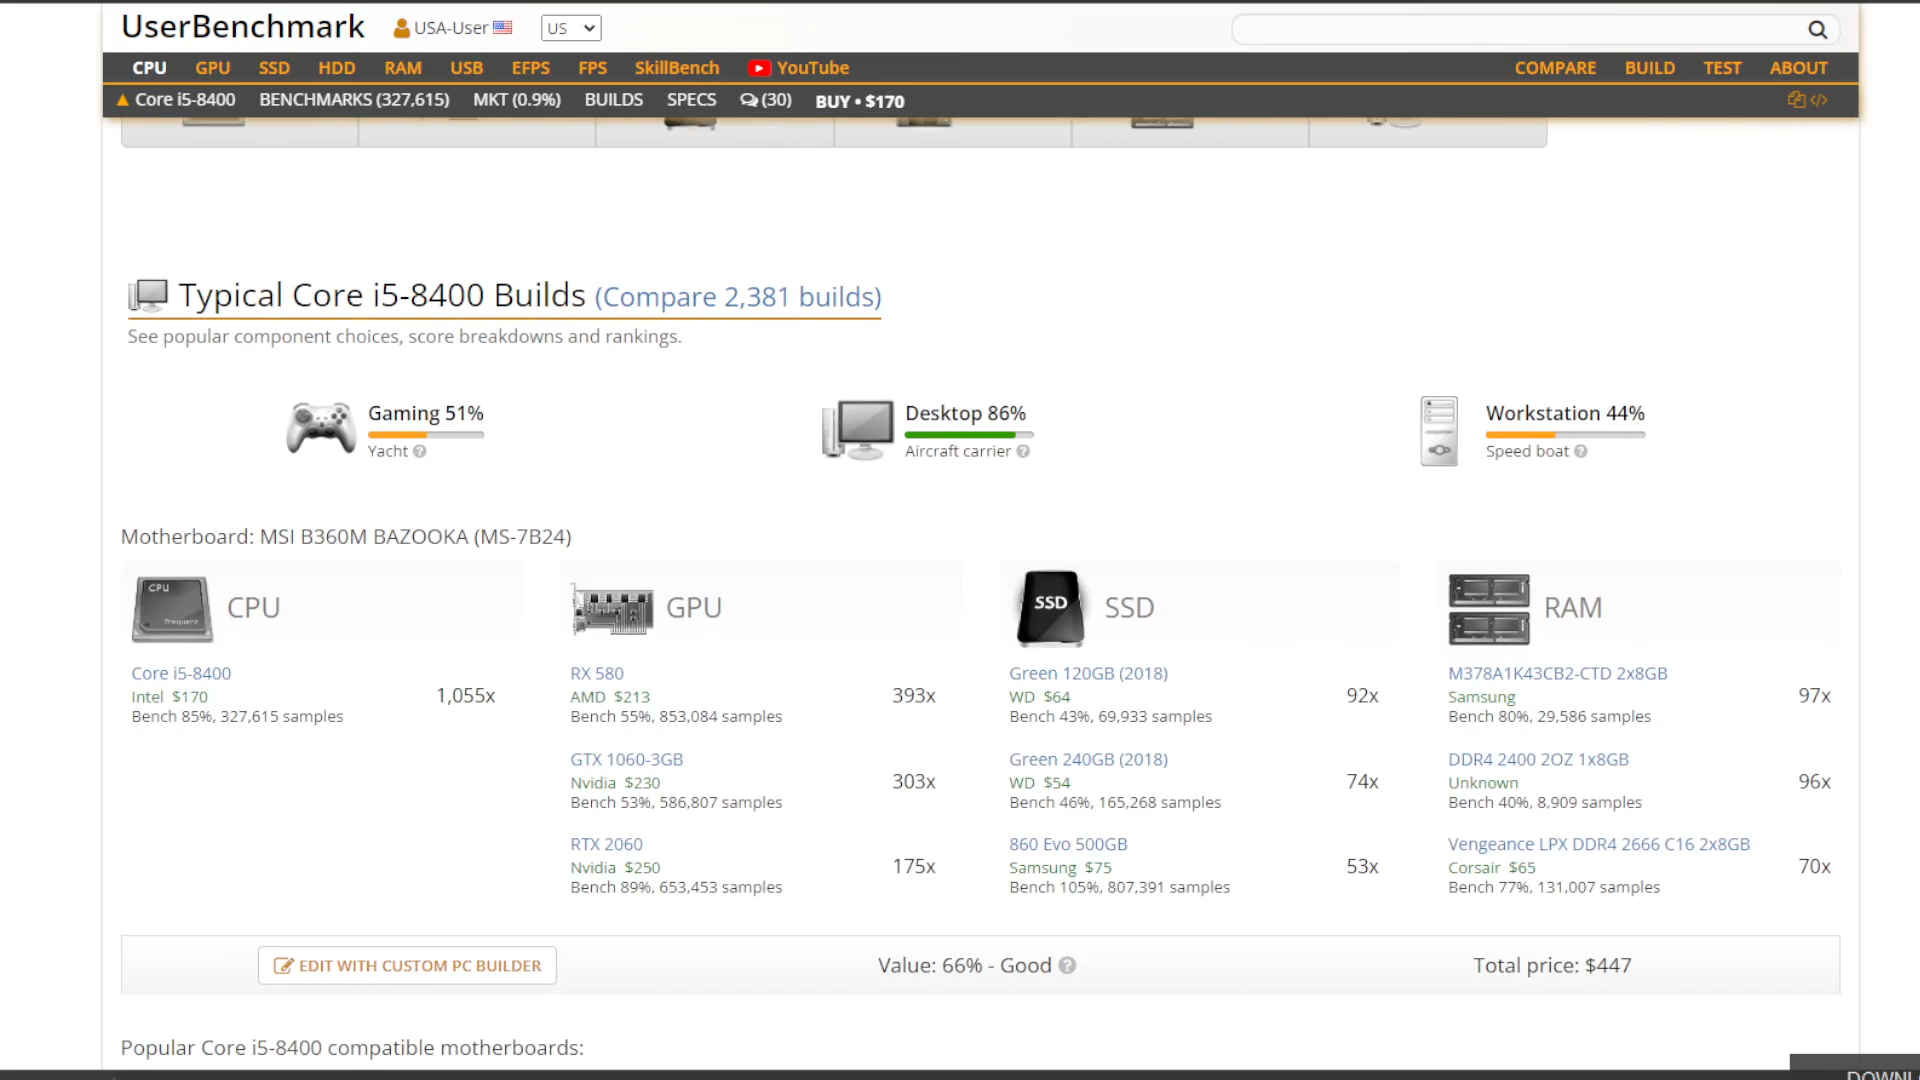 UserBenchmark USA-User US
CPU GPU SSD HDD RAM USB EFPS FPS SkillBench YouTube COMPARE BUILD TEST ABOUT
Core i5-8400 BENCHMARKS (327,615) MKT (0.9%) BUILDS SPECS (30) BUY • $170 </>
Typical Core i5-8400 Builds (Compare 2,381 builds)
See popular component choices, score breakdowns and rankings.
Gaming 51%
Yacht ?
Desktop 86%
Aircraft carrier ?
Workstation 44%
Speed boat ?
Motherboard: MSI B360M BAZOOKA (MS-7B24)
CPU
CPU
Core i5-8400
Intel $170
Bench 85%, 327,615 samples
1,055x
GPU
RX 580
AMD $213
Bench 55%, 853,084 samples
393x
GTX 1060-3GB
Nvidia $230
Bench 53%, 586,807 samples
303x
RTX 2060
Nvidia $250
Bench 89%, 653,453 samples
175x
SSD
SSD
Green 120GB (2018)
WD $64
Bench 43%, 69,933 samples
92x
Green 240GB (2018)
WD $54
Bench 46%, 165,268 samples
74x
860 Evo 500GB
Samsung $75
Bench 105%, 807,391 samples
53x
RAM
M378A1K43CB2-CTD 2x8GB
Samsung
Bench 80%, 29,586 samples
97x
DDR4 2400 2OZ 1x8GB
Unknown
Bench 40%, 8,909 samples
96x
Vengeance LPX DDR4 2666 C16 2x8GB
Corsair $65
Bench 77%, 131,007 samples
70x
EDIT WITH CUSTOM PC BUILDER
Value: 66% - Good ?
Total price: $447
Popular Core i5-8400 compatible motherboards: